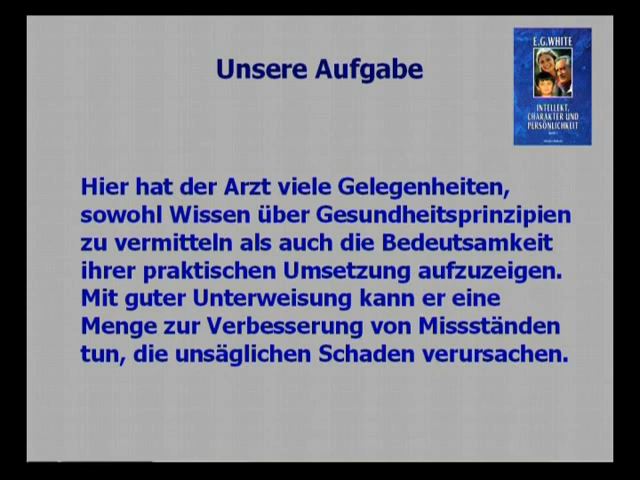 Unsere Aufgabe
E.G.WHITE
INTELLEKT,
CHARAKTER UND
PERSÖNLICHKEIT
Hier hat der Arzt viele Gelegenheiten,
sowohl Wissen über Gesundheitsprinzipien
zu vermitteln als auch die Bedeutsamkeit
ihrer praktischen Umsetzung aufzuzeigen.
Mit guter Unterweisung kann er eine
Menge zur Verbesserung von Missständen
tun, die unsäglichen Schaden verursachen.